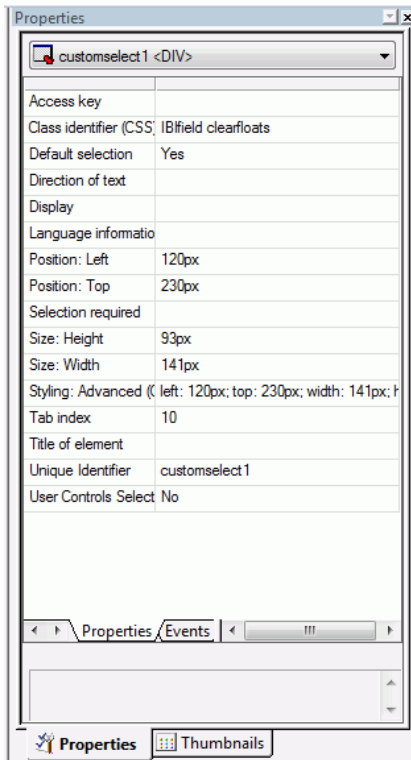 Properties
customselect1 <DIV>
Access key
Class identifier (CSS) IBIfield clearfloats
Default selection Yes
Direction of text
Display
Language informatio
Position: Left 120px
Position: Top 230px
Selection required
Size: Height 93px
Size: Width 141px
Styling: Advanced (C left: 120px; top: 230px; width: 141px; h
Tab index 10
Title of element
Unique Identifier customselect1
User Controls Select No
Properties Events
Properties Thumbnails